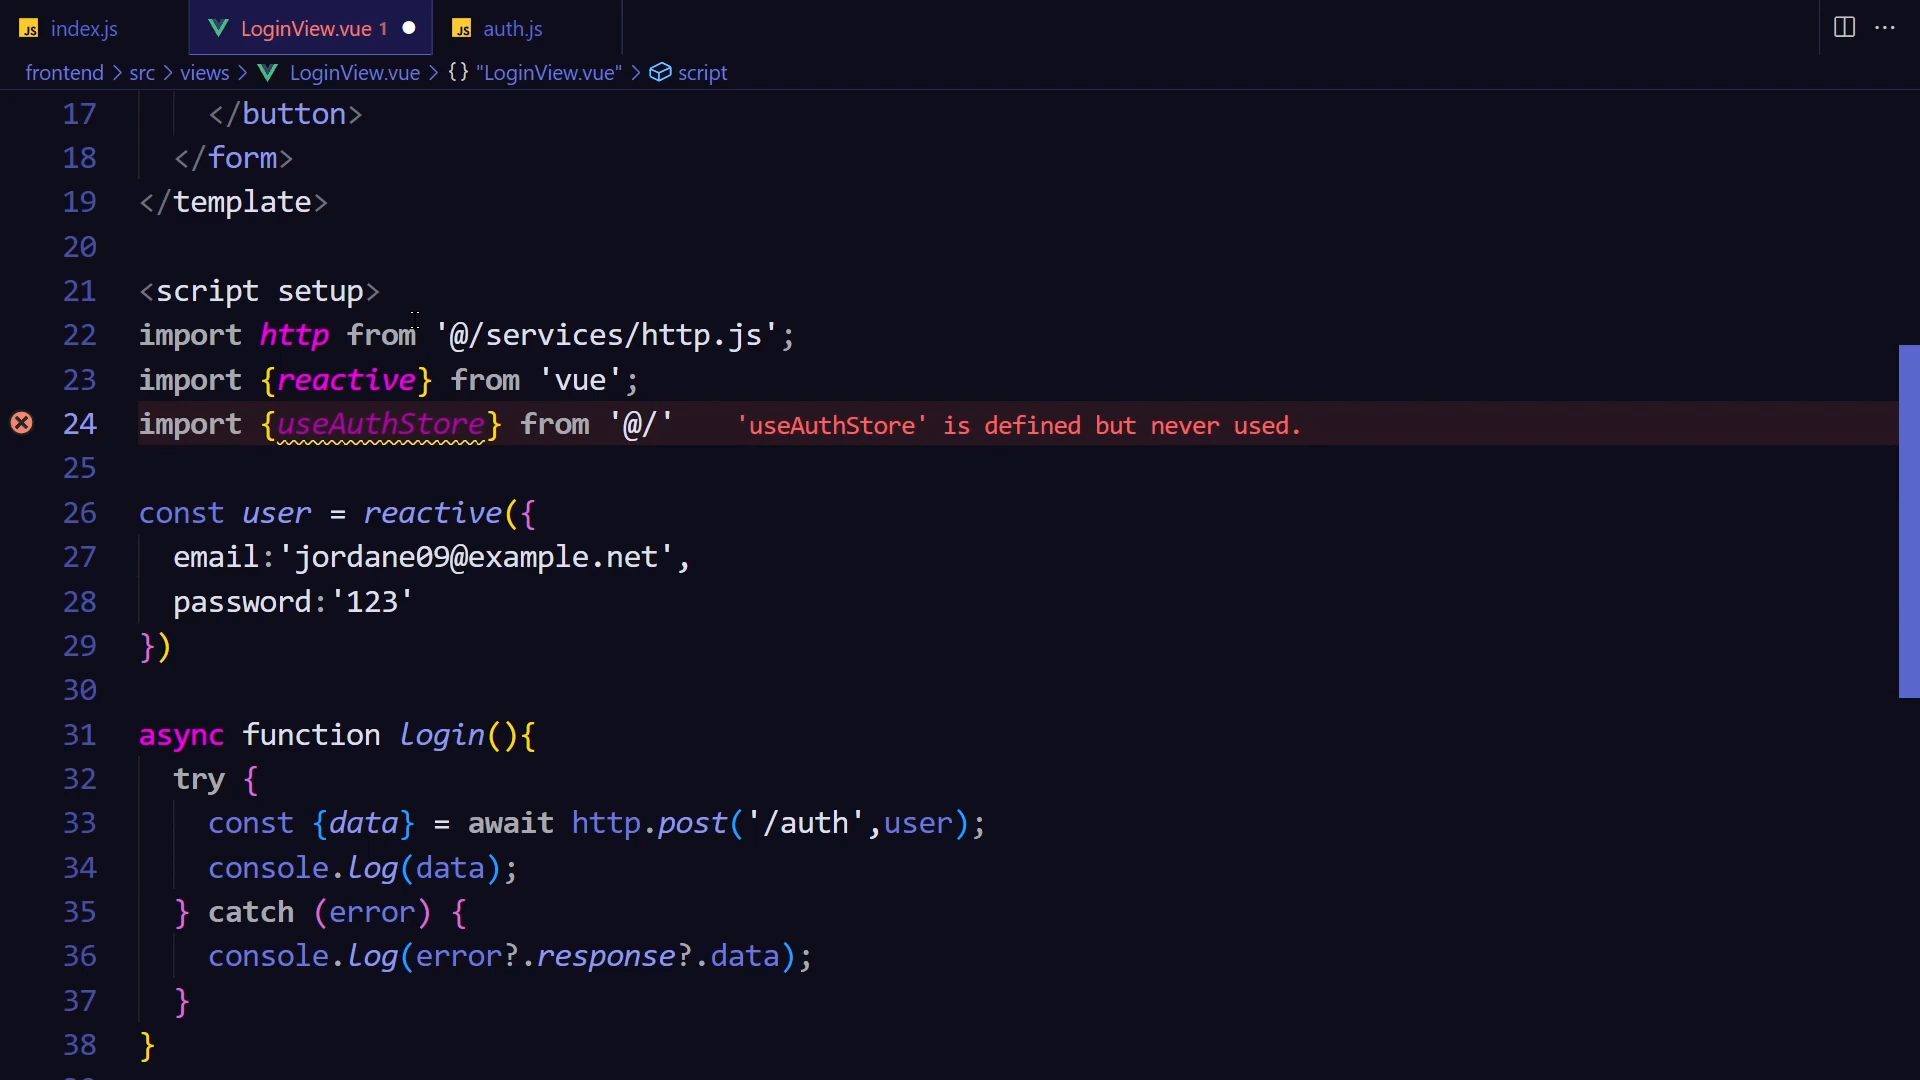 JS index.js LoginView.vue 1 JS auth.js
frontend > src > views > LoginView.vue > {} "LoginView.vue" > script
17 </button>
18 </form>
19 </template>
20
21 <script setup>
22 import http from '@/services/http.js';
23 import {reactive} from 'vue';
24 import {useAuthStore} from '@/' 'useAuthStore' is defined but never used.
25
26 const user = reactive({
27 email:'jordane09@example.net',
28 password:'123'
29 })
30
31 async function login(){
32 try {
33 const {data} = await http.post('/auth',user);
34 console.log(data);
35 } catch (error) {
36 console.log(error?.response?.data);
37 }
38 }